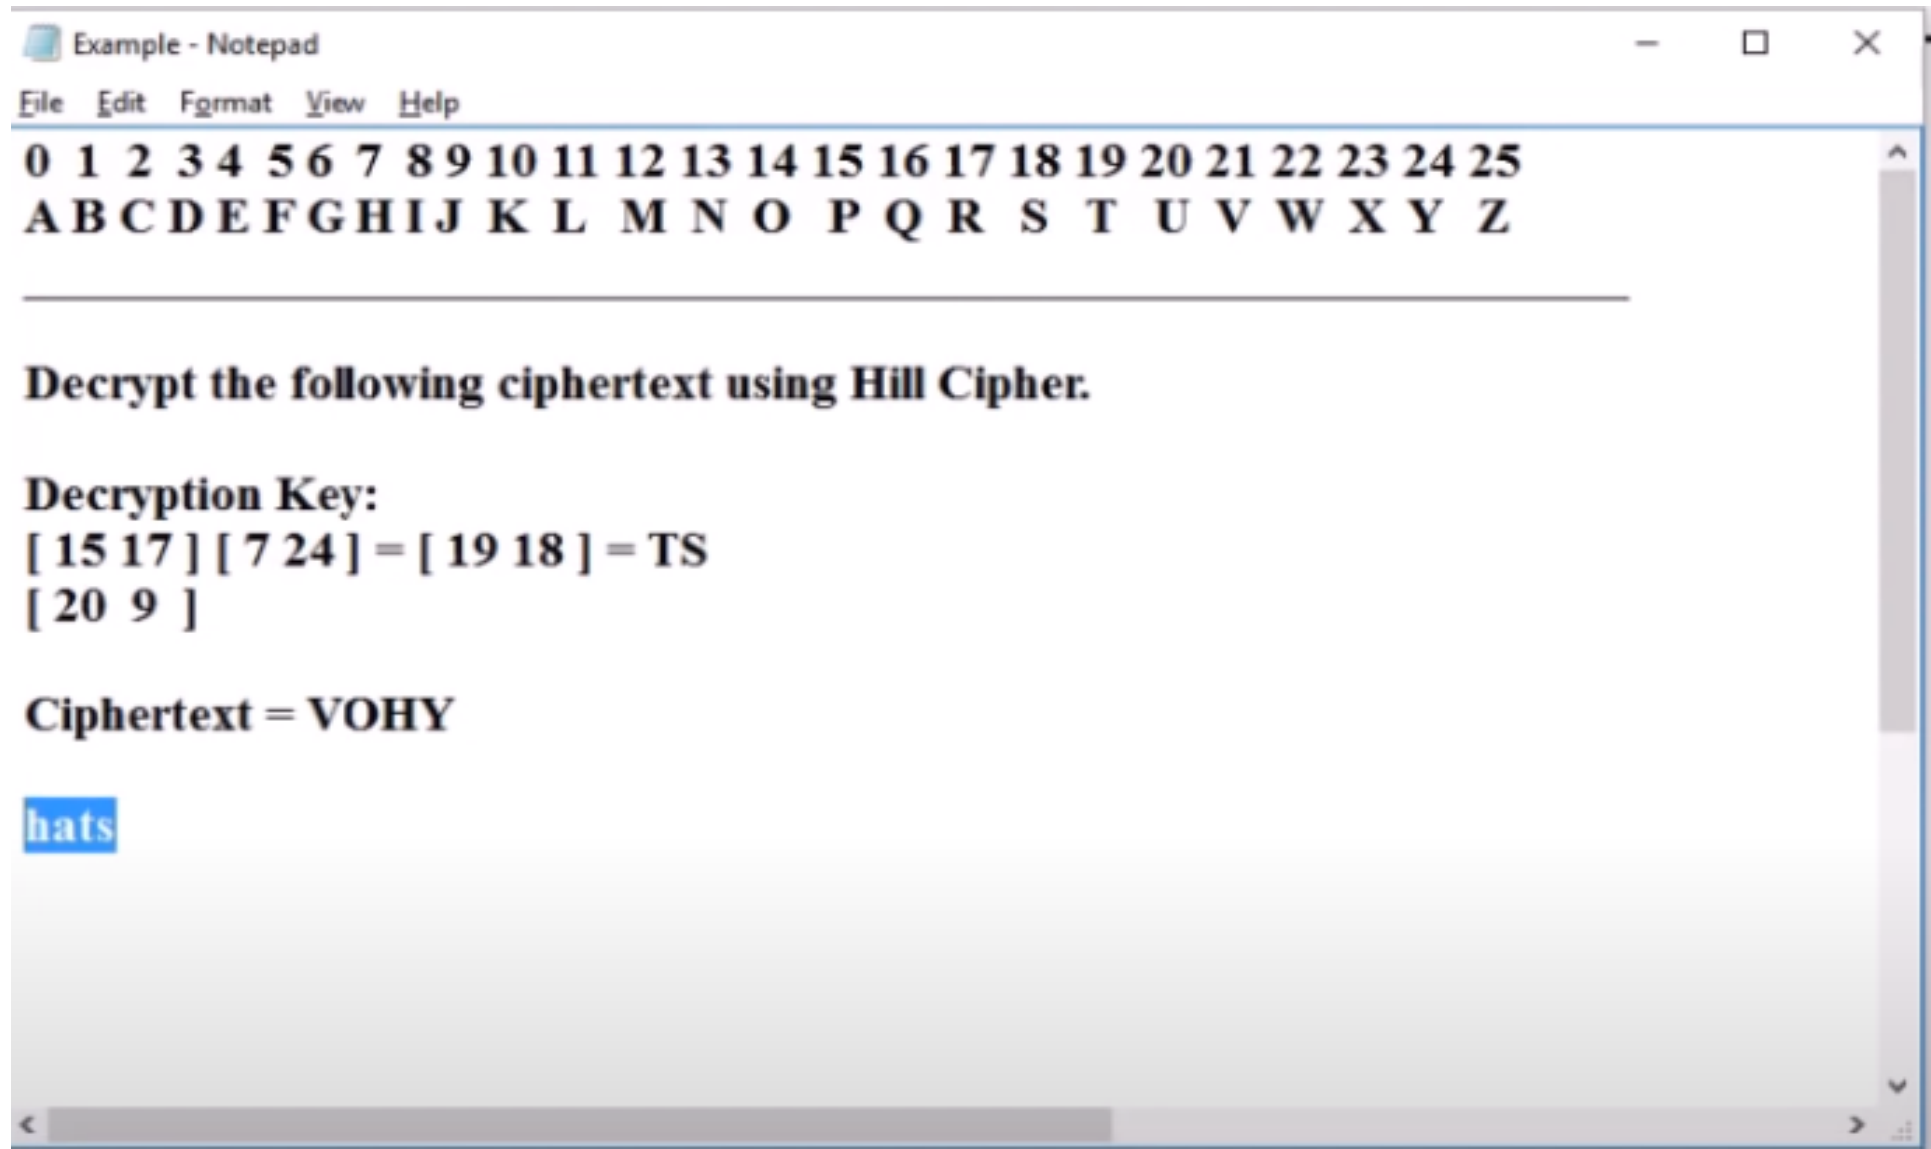 Example - Notepad
File Edit Format View Help
0 1 2 3 4 5 6 7 8 9 10 11 12 13 14 15 16 17 18 19 20 21 22 23 24 25
A B C D E F G H I J K L M N O P Q R S T U V W X Y Z
Decrypt the following ciphertext using Hill Cipher.
Decryption Key:
[ 15 17 ] [ 7 24 ] = [ 19 18 ] = TS
[ 20 9 ]
Ciphertext = VOHY
hats